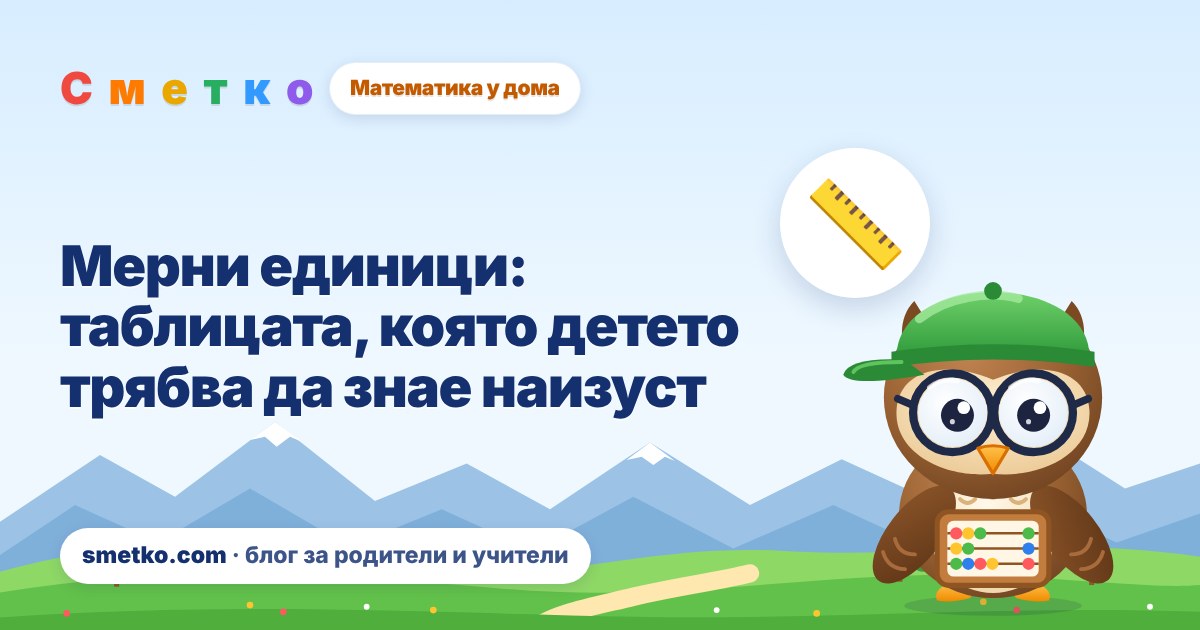 Сметко
Математика у дома
Мерни единици:
таблицата, която детето
трябва да знае наизуст
smetko.com · блог за родители и учители